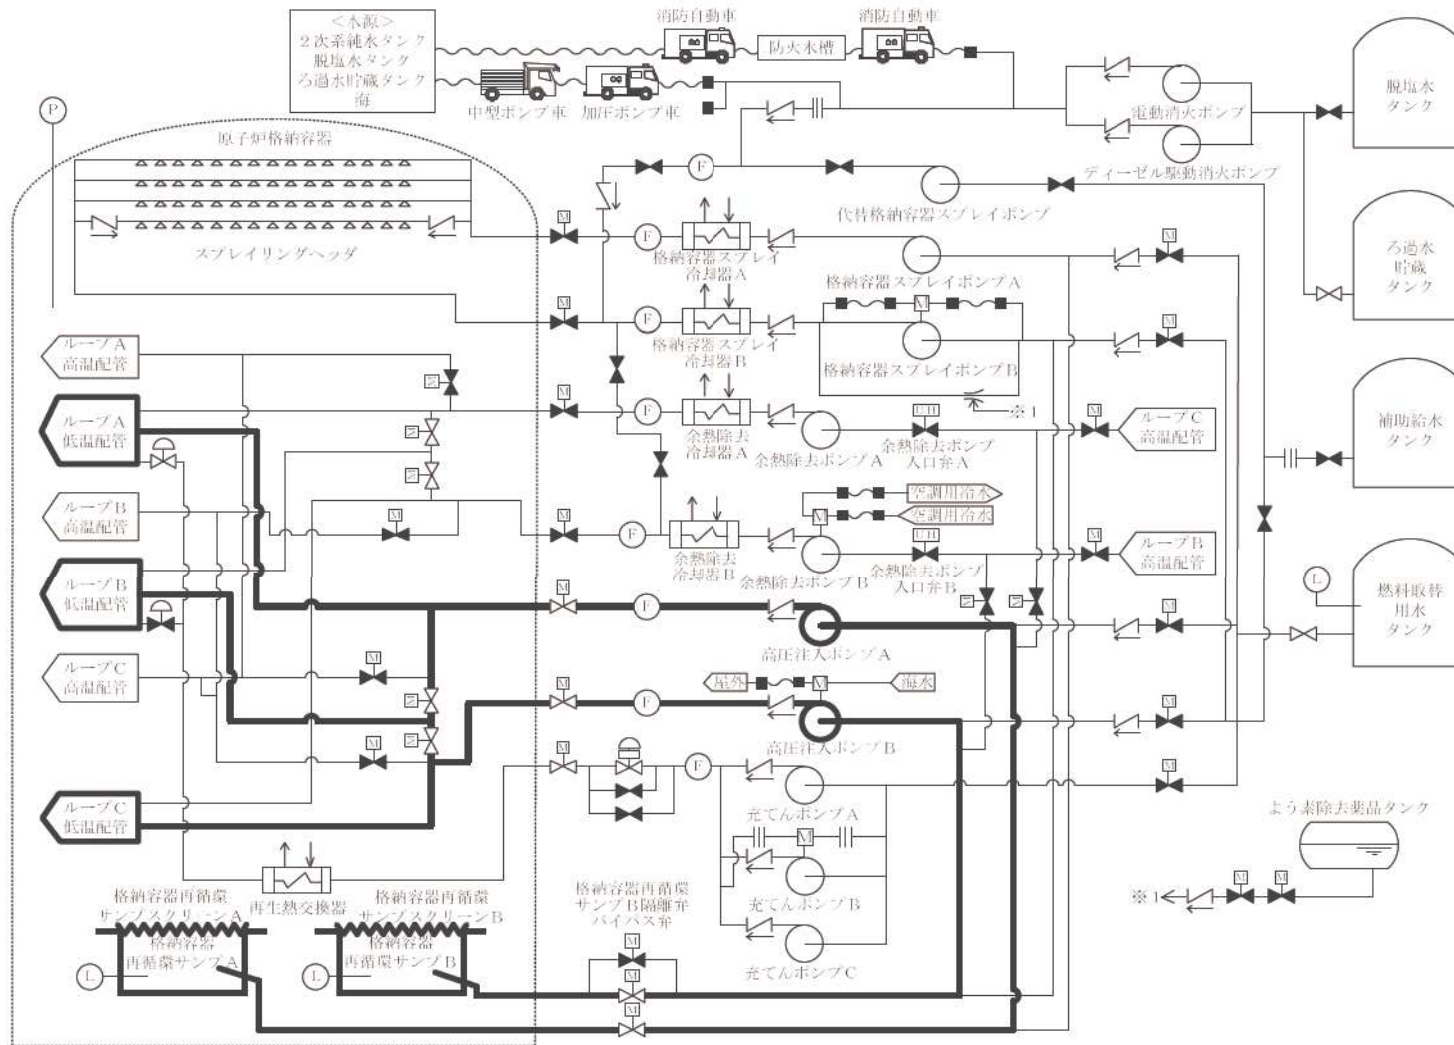 ＜水源＞
２次系純水タンク
脱塩水タンク
ろ過水貯蔵タンク
海
消防自動車
防火水槽
消防自動車
中型ポンプ車
加圧ポンプ車
電動消火ポンプ
ディーゼル駆動消火ポンプ
脱塩水
タンク
P
原子炉格納容器
スプレイリングヘッダ
F
代替格納容器スプレイポンプ
M
F
格納容器スプレイ
冷却器A
格納容器スプレイポンプA
M
ろ過水
貯蔵
タンク
M
F
格納容器スプレイ
冷却器B
M
格納容器スプレイポンプB
M
※1
ループA
高温配管
M
ループA
低温配管
M
M
M
F
余熱除去
冷却器A
余熱除去ポンプA
UH
余熱除去ポンプ
入口弁A
M
ループC
高温配管
補助給水
タンク
ループB
高温配管
M
M
F
余熱除去
冷却器B
M
空調用冷水
空調用冷水
余熱除去ポンプB
UH
余熱除去ポンプ
入口弁B
M
ループB
高温配管
ループB
低温配管
M
F
高圧注入ポンプA
M
M
M
L
燃料取替
用水
タンク
ループC
高温配管
M
M
M
M
M
F
屋外
M
海水
高圧注入ポンプB
M
ループC
低温配管
M
F
充てんポンプA
M
M
充てんポンプB
充てんポンプC
よう素除去薬品タンク
※1
M
M
再生熱交換器
格納容器再循環
サンプスクリーンA
格納容器
再循環サンプA
L
格納容器再循環
サンプスクリーンB
格納容器
再循環サンプB
L
格納容器再循環
サンプB隔離弁
バイパス弁
M
M
M